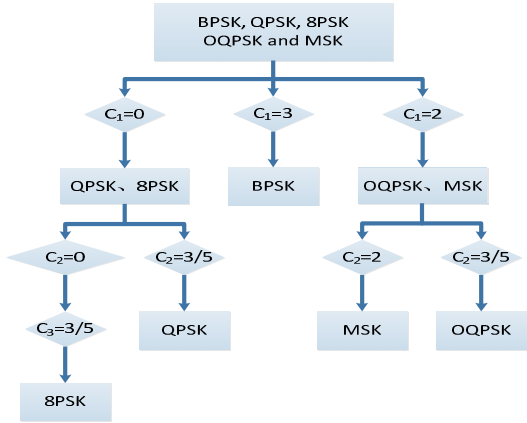 BPSK, QPSK, 8PSK
OQPSK and MSK
C₁=0
C₁=3
C₁=2
QPSK、8PSK
BPSK
OQPSK、MSK
C₂=0
C₂=3/5
C₂=2
C₂=3/5
C₃=3/5
QPSK
MSK
OQPSK
8PSK